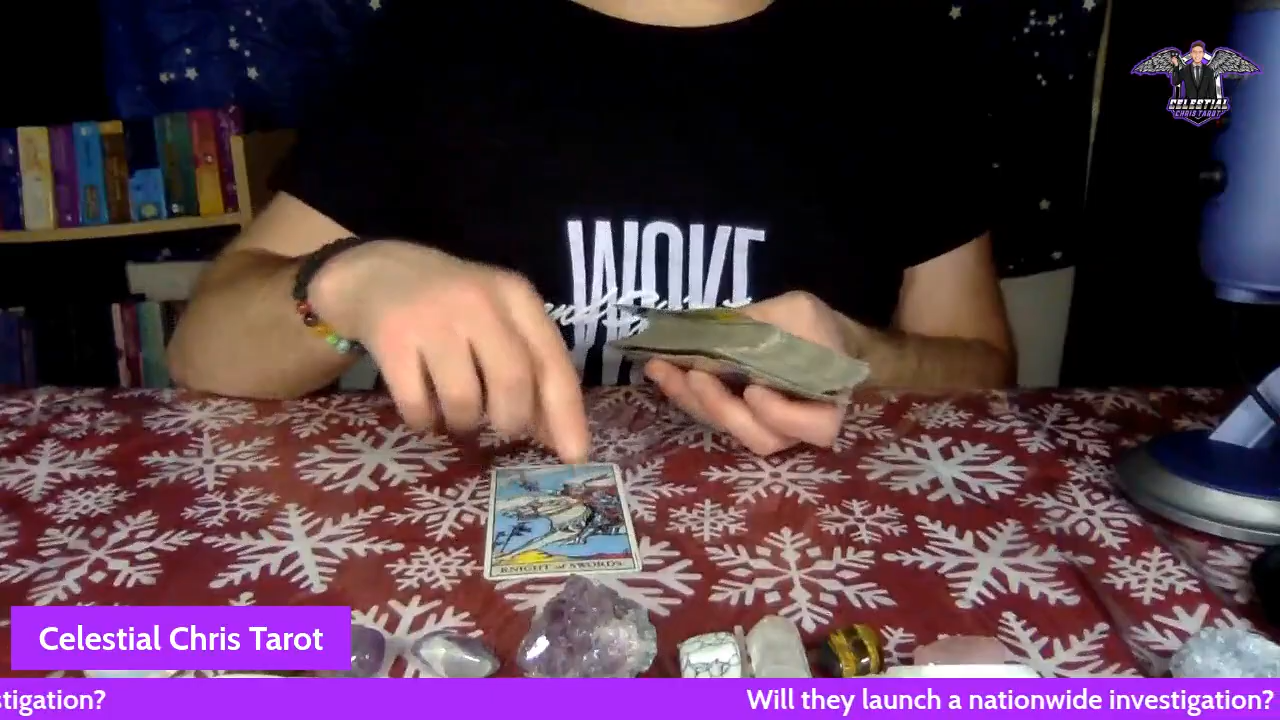 CELESTIAL
CHRIS TAROT
WOKE
KNIGHT of SWORDS.
Celestial Chris Tarot
stigation?
Will they launch a nationwide investigation?